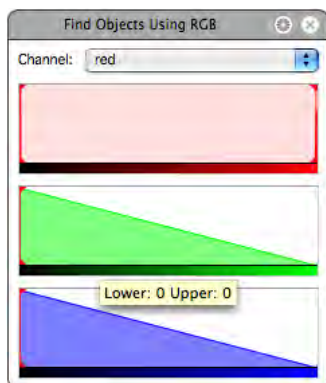 Find Objects Using RGB
Channel: red
Lower: 0 Upper: 0